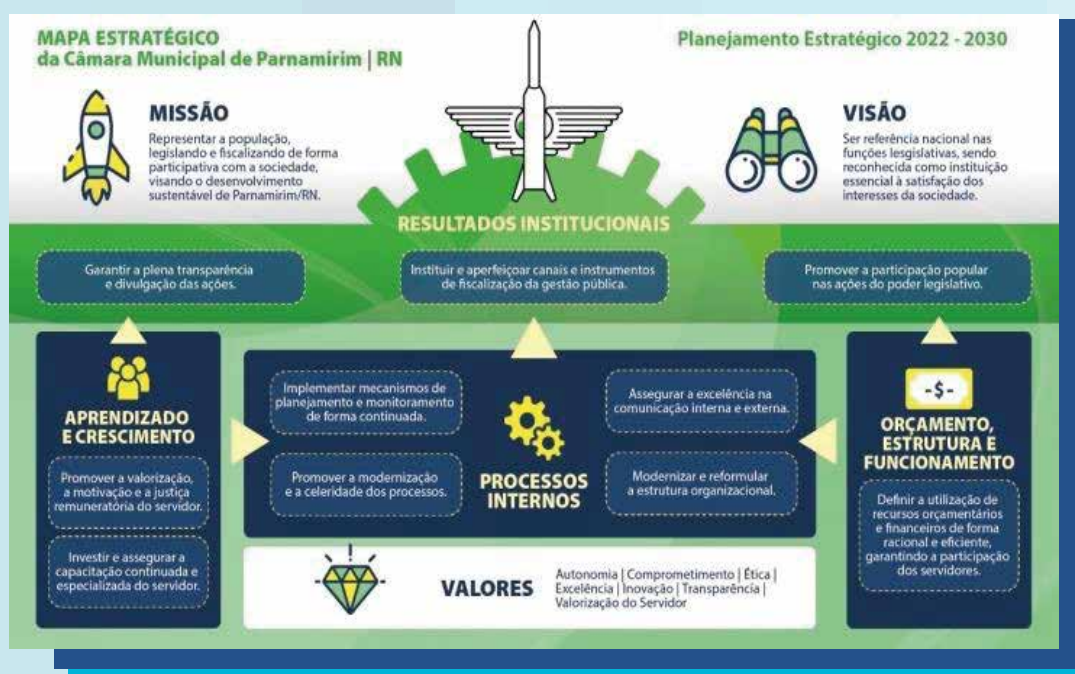 MAPA ESTRATÉGICO
da Câmara Municipal de Parnamirim | RN
Planejamento Estratégico 2022 - 2030
MISSÃO
Representar a população,
legislando e fiscalizando de forma
participativa com a sociedade,
visando o desenvolvimento
sustentável de Parnamirim/RN.
VISÃO
Ser referência nacional nas
funções lesgislativas, sendo
reconhecida como instituição
essencial à satisfação dos
interesses da sociedade.
RESULTADOS INSTITUCIONAIS
Garantir a plena transparência
e divulgação das ações.
Instituir e aperfeiçoar canais e instrumentos
de fiscalização da gestão pública.
Promover a participação popular
nas ações do poder legislativo.
APRENDIZADO
E CRESCIMENTO
Promover a valorização,
a motivação e a justiça
remuneratória do servidor.
Investir e assegurar a
capacitação continuada e
especializada do servidor.
Implementar mecanismos de
planejamento e monitoramento
de forma continuada.
Promover a modernização
e a celeridade dos processos.
PROCESSOS
INTERNOS
Assegurar a excelência na
comunicação interna e externa.
Modernizar e reformular
a estrutura organizacional.
-$-
ORÇAMENTO,
ESTRUTURA E
FUNCIONAMENTO
Definir a utilização de
recursos orçamentários
e financeiros de forma
racional e eficiente,
garantindo a participação
dos servidores.
VALORES
Autonomia | Comprometimento | Ética |
Excelência | Inovação | Transparência |
Valorização do Servidor